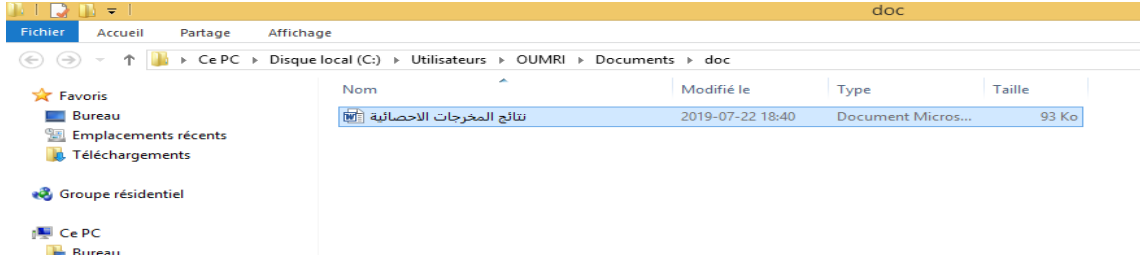 doc
Fichier Accueil Partage Affichage
Ce PC Disque local (C:) Utilisateurs OUMRI Documents doc
Nom Modifié le Type Taille
نتائج المخرجات الاحصائية 2019-07-22 18:40 Document Micros... 93 Ko
Favoris
Bureau
Emplacements récents
Téléchargements
Groupe résidentiel
Ce PC
Bureau